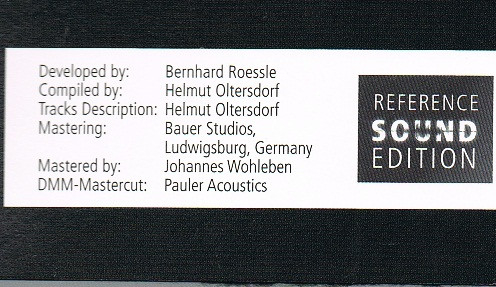 Developed by: Bernhard Roessle
Compiled by: Helmut Oltersdorf
Tracks Description: Helmut Oltersdorf
Mastering: Bauer Studios,
Ludwigsburg, Germany
Mastered by: Johannes Wohleben
DMM-Mastercut: Pauler Acoustics
REFERENCE
SOUND
EDITION